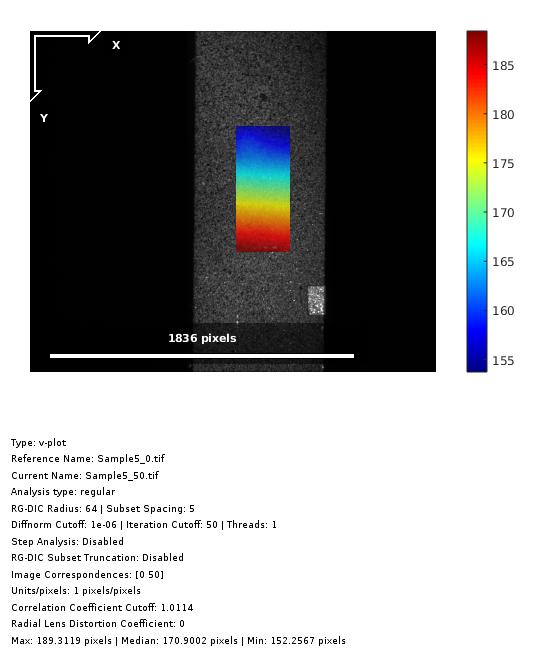 X
Y
1836 pixels
185
180
175
170
165
160
155
Type: v-plot
Reference Name: Sample5_0.tif
Current Name: Sample5_50.tif
Analysis type: regular
RG-DIC Radius: 64 | Subset Spacing: 5
Diffnorm Cutoff: 1e-06 | Iteration Cutoff: 50 | Threads: 1
Step Analysis: Disabled
RG-DIC Subset Truncation: Disabled
Image Correspondences: [0 50]
Units/pixels: 1 pixels/pixels
Correlation Coefficient Cutoff: 1.0114
Radial Lens Distortion Coefficient: 0
Max: 189.3119 pixels | Median: 170.9002 pixels | Min: 152.2567 pixels